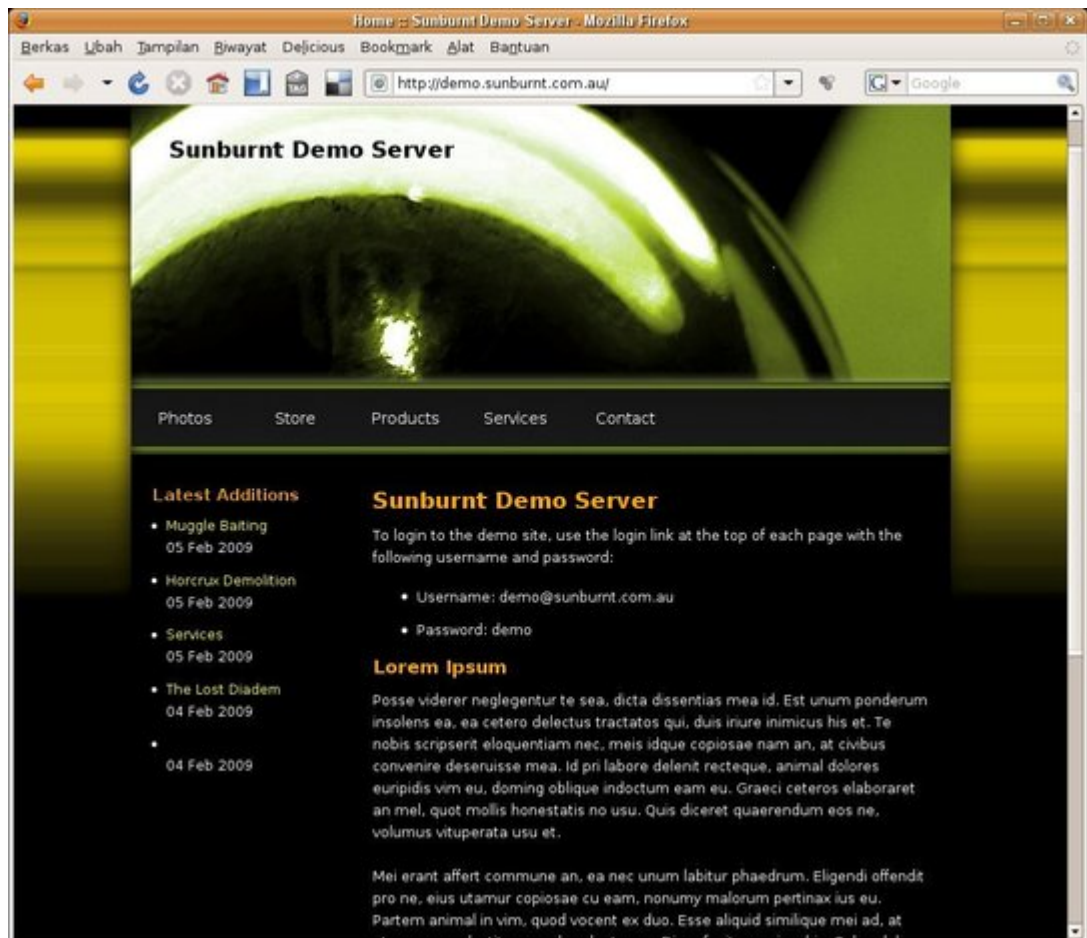 Home :: Sunburnt Demo Server - Mozilla Firefox
Berkas Ubah Tampilan Riwayat Delicious Bookmark Alat Bantuan
http://demo.sunburnt.com.au/
Google
Sunburnt Demo Server
Photos Store Products Services Contact
Latest Additions
Muggle Baiting
05 Feb 2009
Horcrux Demolition
05 Feb 2009
Services
05 Feb 2009
The Lost Diadem
04 Feb 2009
04 Feb 2009
Sunburnt Demo Server
To login to the demo site, use the login link at the top of each page with the
following username and password:
Username: demo@sunburnt.com.au
Password: demo
Lorem Ipsum
Posse viderer neglegentur te sea, dicta dissentias mea id. Est unum ponderum
insolens ea, ea cetero delectus tractatos qui, duis iriure inimicus his et. Te
nobis scripserit eloquentiam nec, meis idque copiosae nam an, at civibus
convenire deseruisse mea. Id pri labore delenit recteque, animal dolores
euripidis vim eu, doming oblique indoctum eam eu. Graeci ceteros elaboraret
an mel, quot mollis honestatis no usu. Quis diceret quaerendum eos ne,
volumus vituperata usu et.
Mei erant affert commune an, ea nec unum labitur phaedrum. Eligendi offendit
pro ne, eius utamur copiosae cu eam, nonumy malorum pertinax ius eu.
Partem animal in vim, quod vocent ex duo. Esse aliquid similique mei ad, at